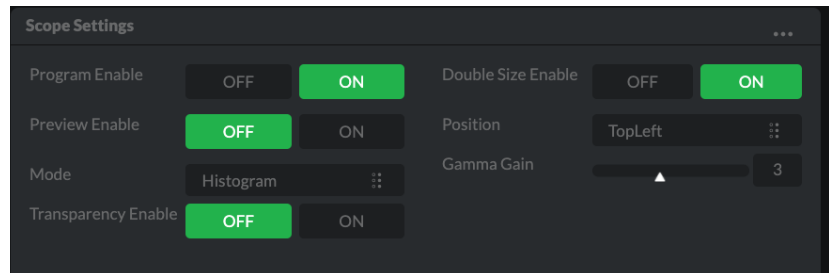 Scope Settings
...
Program Enable OFF ON
Preview Enable OFF ON
Mode Histogram
Transparency Enable OFF ON
Double Size Enable OFF ON
Position TopLeft
Gamma Gain 3